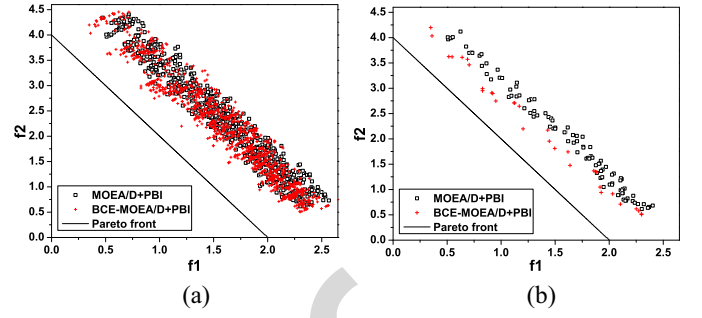 4.5
4.0
3.5
3.0
2.5
2.0
1.5
1.0
0.5
0.0
f2
0.0 0.5 1.0 1.5 2.0 2.5
f1
MOEA/D+PBI
BCE-MOEA/D+PBI
Pareto front
(a)
4.5
4.0
3.5
3.0
2.5
2.0
1.5
1.0
0.5
0.0
f2
0.0 0.5 1.0 1.5 2.0 2.5
f1
MOEA/D+PBI
BCE-MOEA/D+PBI
Pareto front
(b)